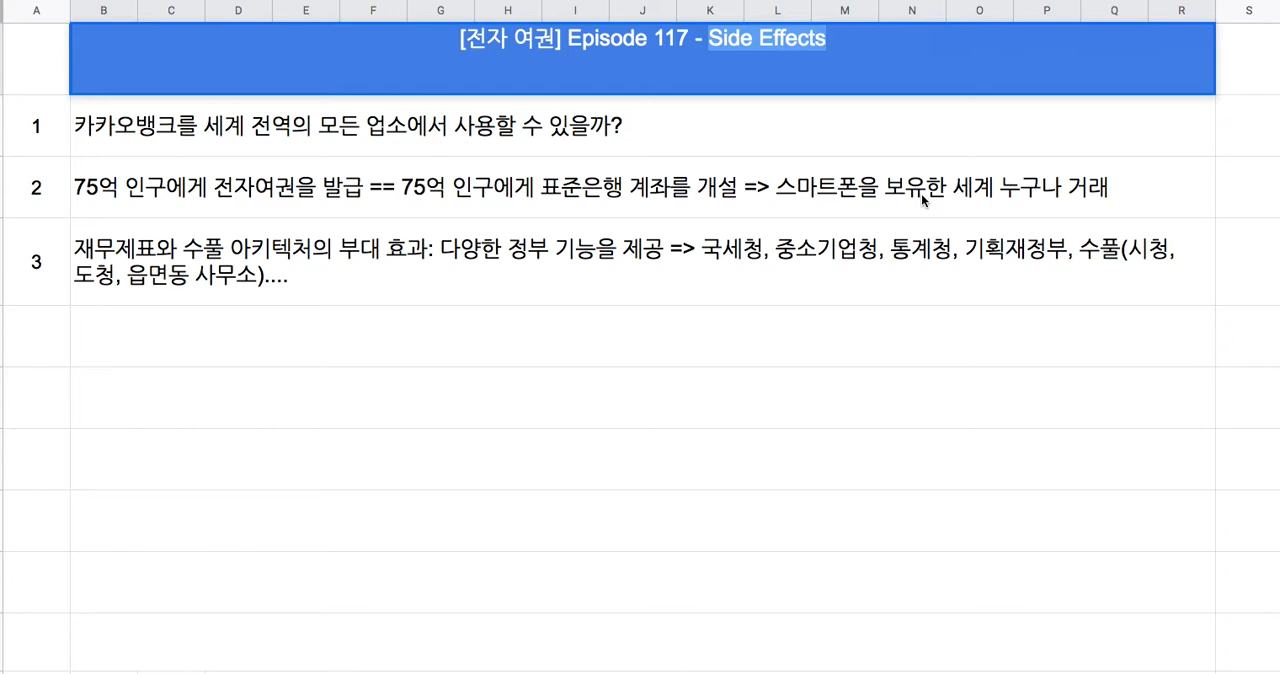 A B C D E F G H I J K L M N O P Q R S
[전자 여권] Episode 117 - Side Effects
1 카카오뱅크를 세계 전역의 모든 업소에서 사용할 수 있을까?
2 75억 인구에게 전자여권을 발급 == 75억 인구에게 표준은행 계좌를 개설 => 스마트폰을 보유한 세계 누구나 거래
3 재무제표와 수풀 아키텍처의 부대 효과: 다양한 정부 기능을 제공 => 국세청, 중소기업청, 통계청, 기획재정부, 수풀(시청,
도청, 읍면동 사무소)....